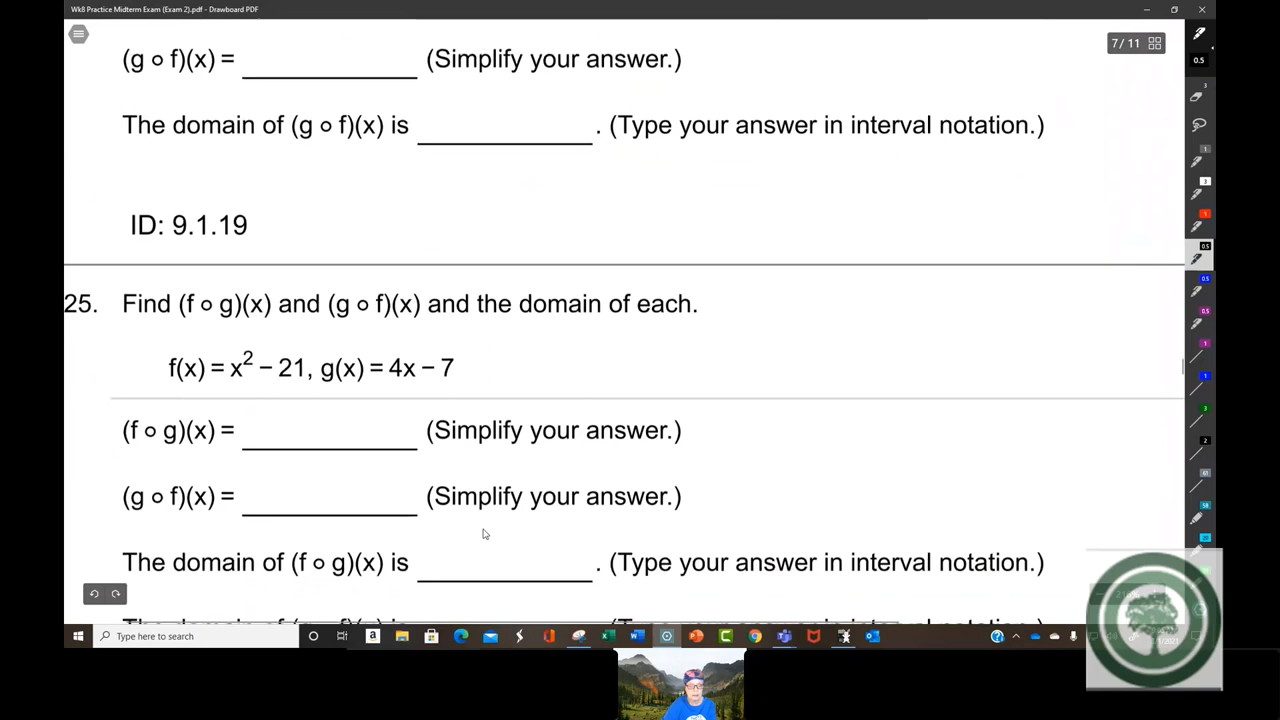 Wk8 Practice Midterm Exam (Exam 2).pdf - Drawboard PDF
7 / 11
(g ∘ f)(x) = ____________ (Simplify your answer.)
The domain of (g ∘ f)(x) is ____________. (Type your answer in interval notation.)
ID: 9.1.19
25. Find (f ∘ g)(x) and (g ∘ f)(x) and the domain of each.
f(x) = x² − 21, g(x) = 4x − 7
(f ∘ g)(x) = ____________ (Simplify your answer.)
(g ∘ f)(x) = ____________ (Simplify your answer.)
The domain of (f ∘ g)(x) is ____________. (Type your answer in interval notation.)
Type here to search